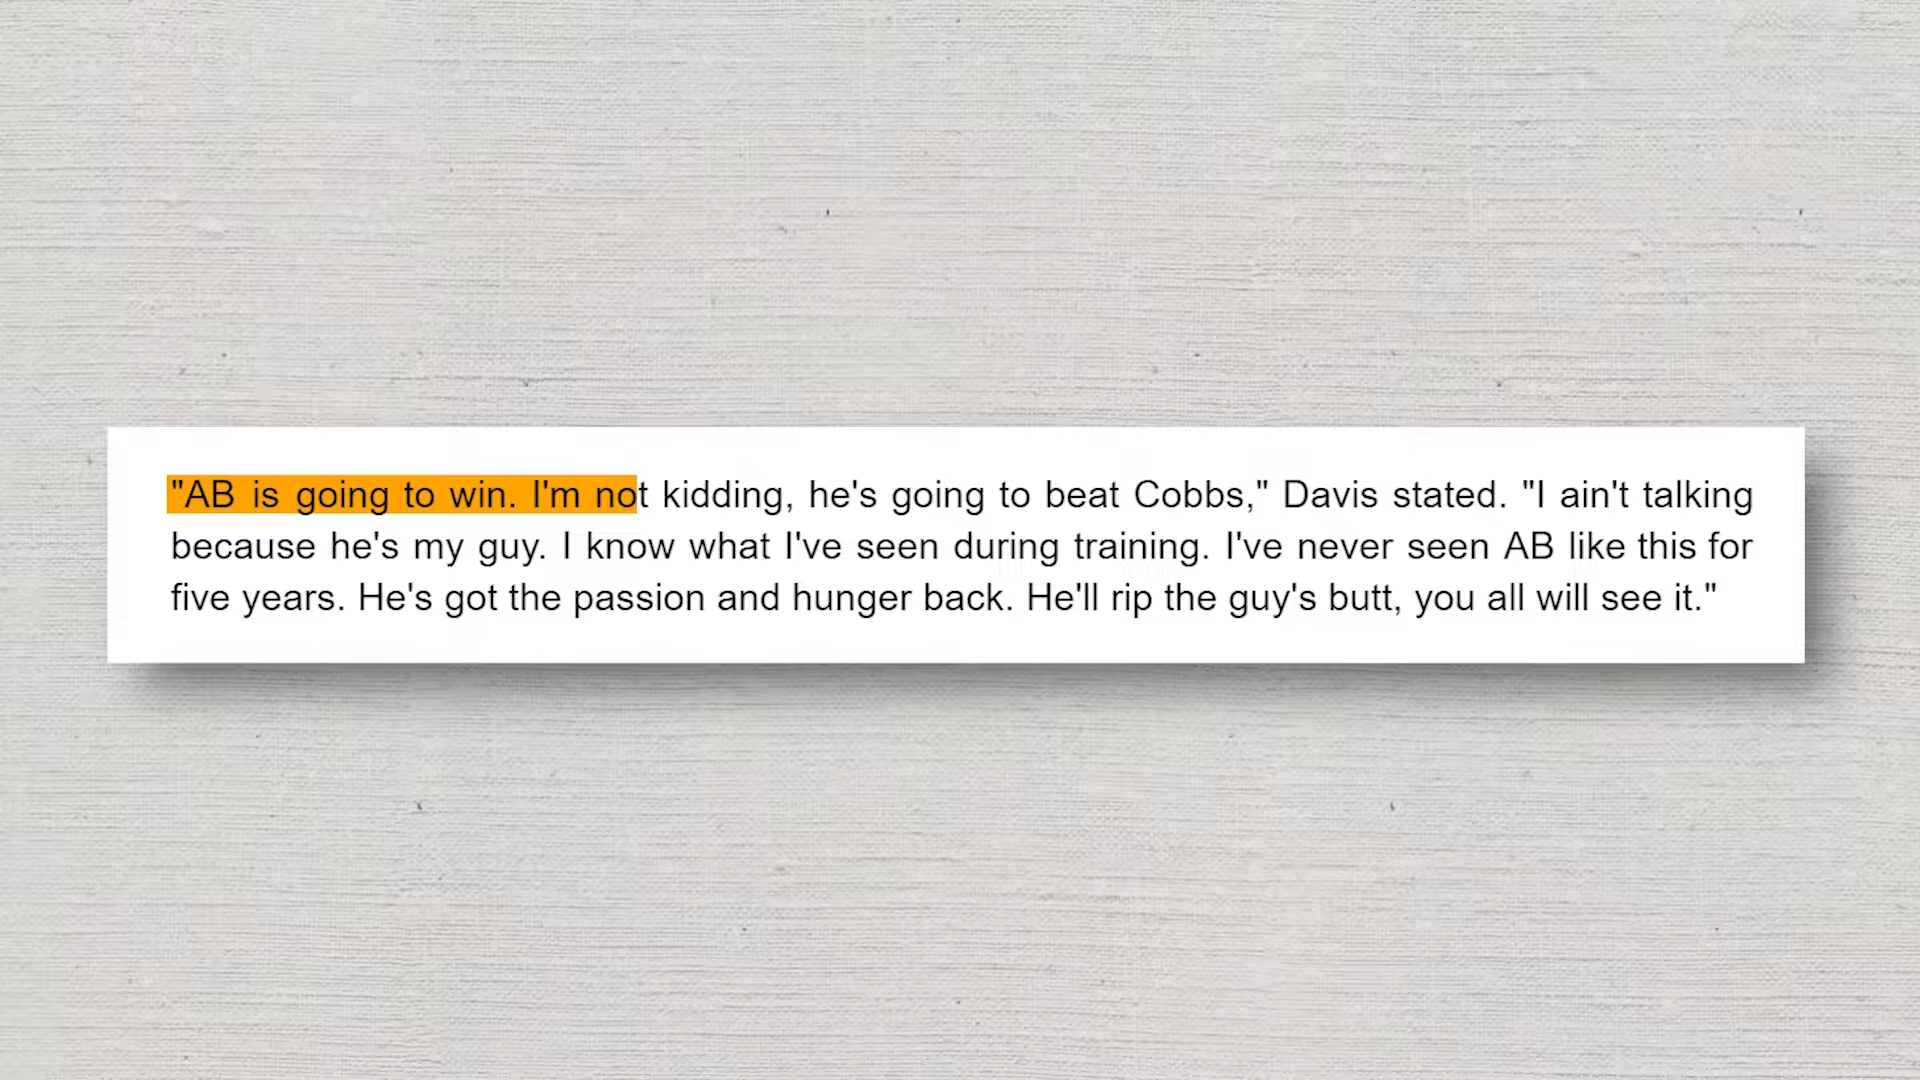 "AB is going to win. I'm not kidding, he's going to beat Cobbs," Davis stated. "I ain't talking
because he's my guy. I know what I've seen during training. I've never seen AB like this for
five years. He's got the passion and hunger back. He'll rip the guy's butt, you all will see it."